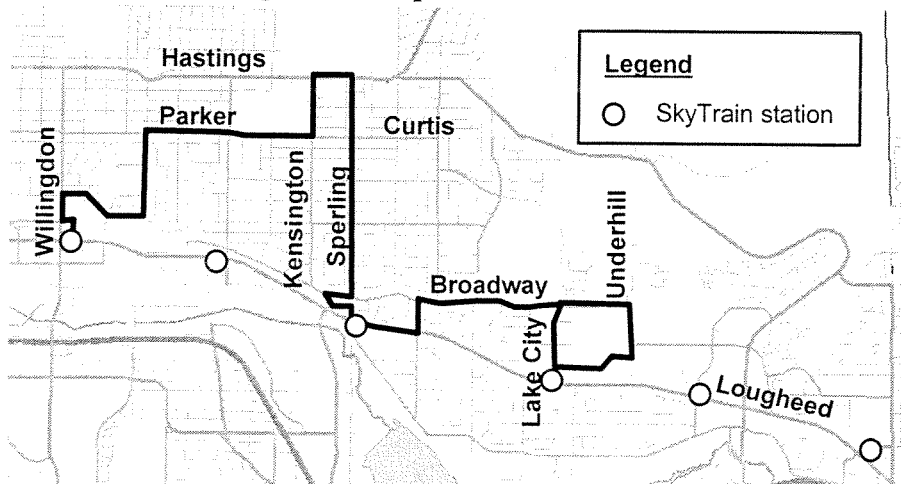 Hastings
Legend
SkyTrain station
Parker
Curtis
Willingdon
Kensington
Sperling
Underhill
Broadway
Lake City
Lougheed